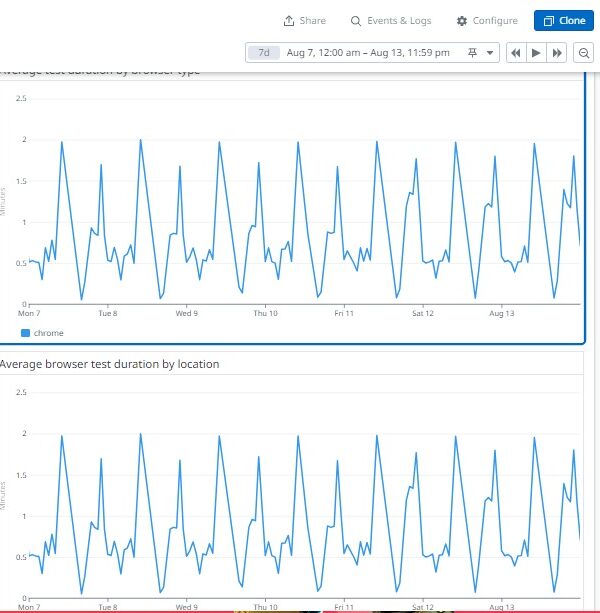 Share Events & Logs Configure Clone
7d Aug 7, 12:00 am – Aug 13, 11:59 pm
Average test duration by browser type
2.5
2
1.5
Minutes
1
0.5
0
Mon 7 Tue 8 Wed 9 Thu 10 Fri 11 Sat 12 Aug 13
chrome
Average browser test duration by location
2.5
2
1.5
Minutes
1
0.5
0
Mon 7 Tue 8 Wed 9 Thu 10 Fri 11 Sat 12 Aug 13